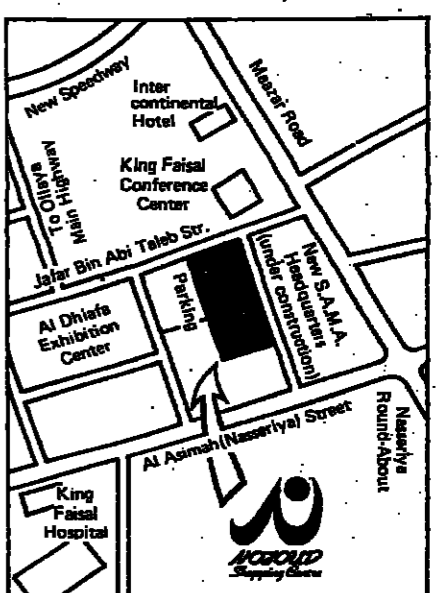 New Speedway
Inter
continental
Hotel
Maazar Road
To Ollaya
Main Highway
King Faisal
Conference
Center
Jafar Bin Abi Taleb Str.
Parking
New S.A.M.A.
Headquarters
(under construction)
Al Dhiafa
Exhibition
Center
Nasseriya
Round-About
Al Asimah (Nasseriya) Street
King
Faisal
Hospital
Shopping Centre